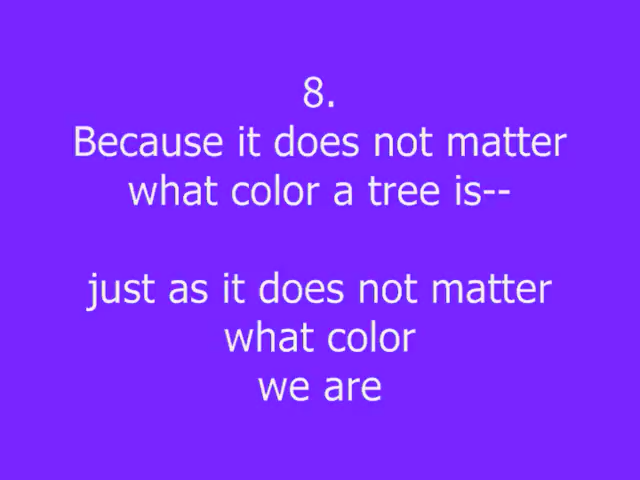 8.
Because it does not matter
what color a tree is--
just as it does not matter
what color
we are